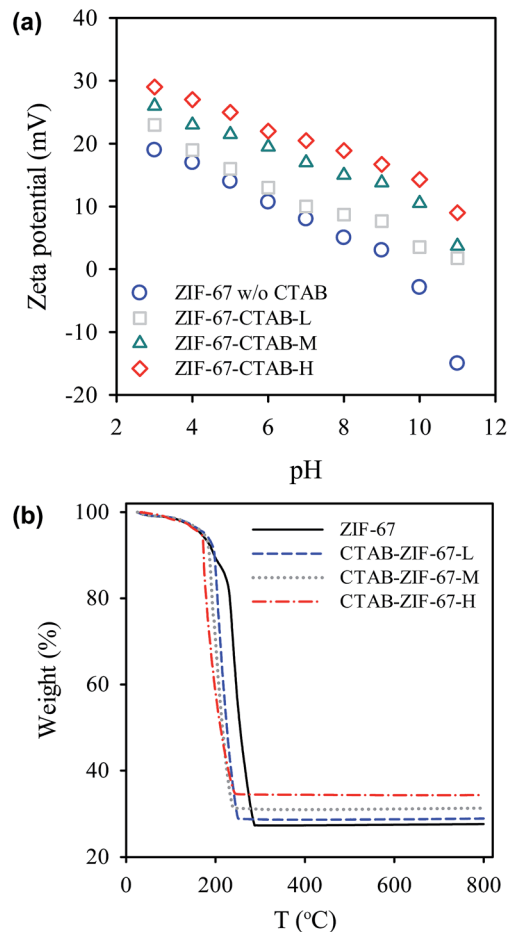 (a)
40
30
20
10
0
-10
-20
Zeta potential (mV)
ZIF-67 w/o CTAB
ZIF-67-CTAB-L
ZIF-67-CTAB-M
ZIF-67-CTAB-H
2 4 6 8 10 12
pH
(b)
100
80
60
40
20
Weight (%)
ZIF-67
CTAB-ZIF-67-L
CTAB-ZIF-67-M
CTAB-ZIF-67-H
0 200 400 600 800
T (°C)